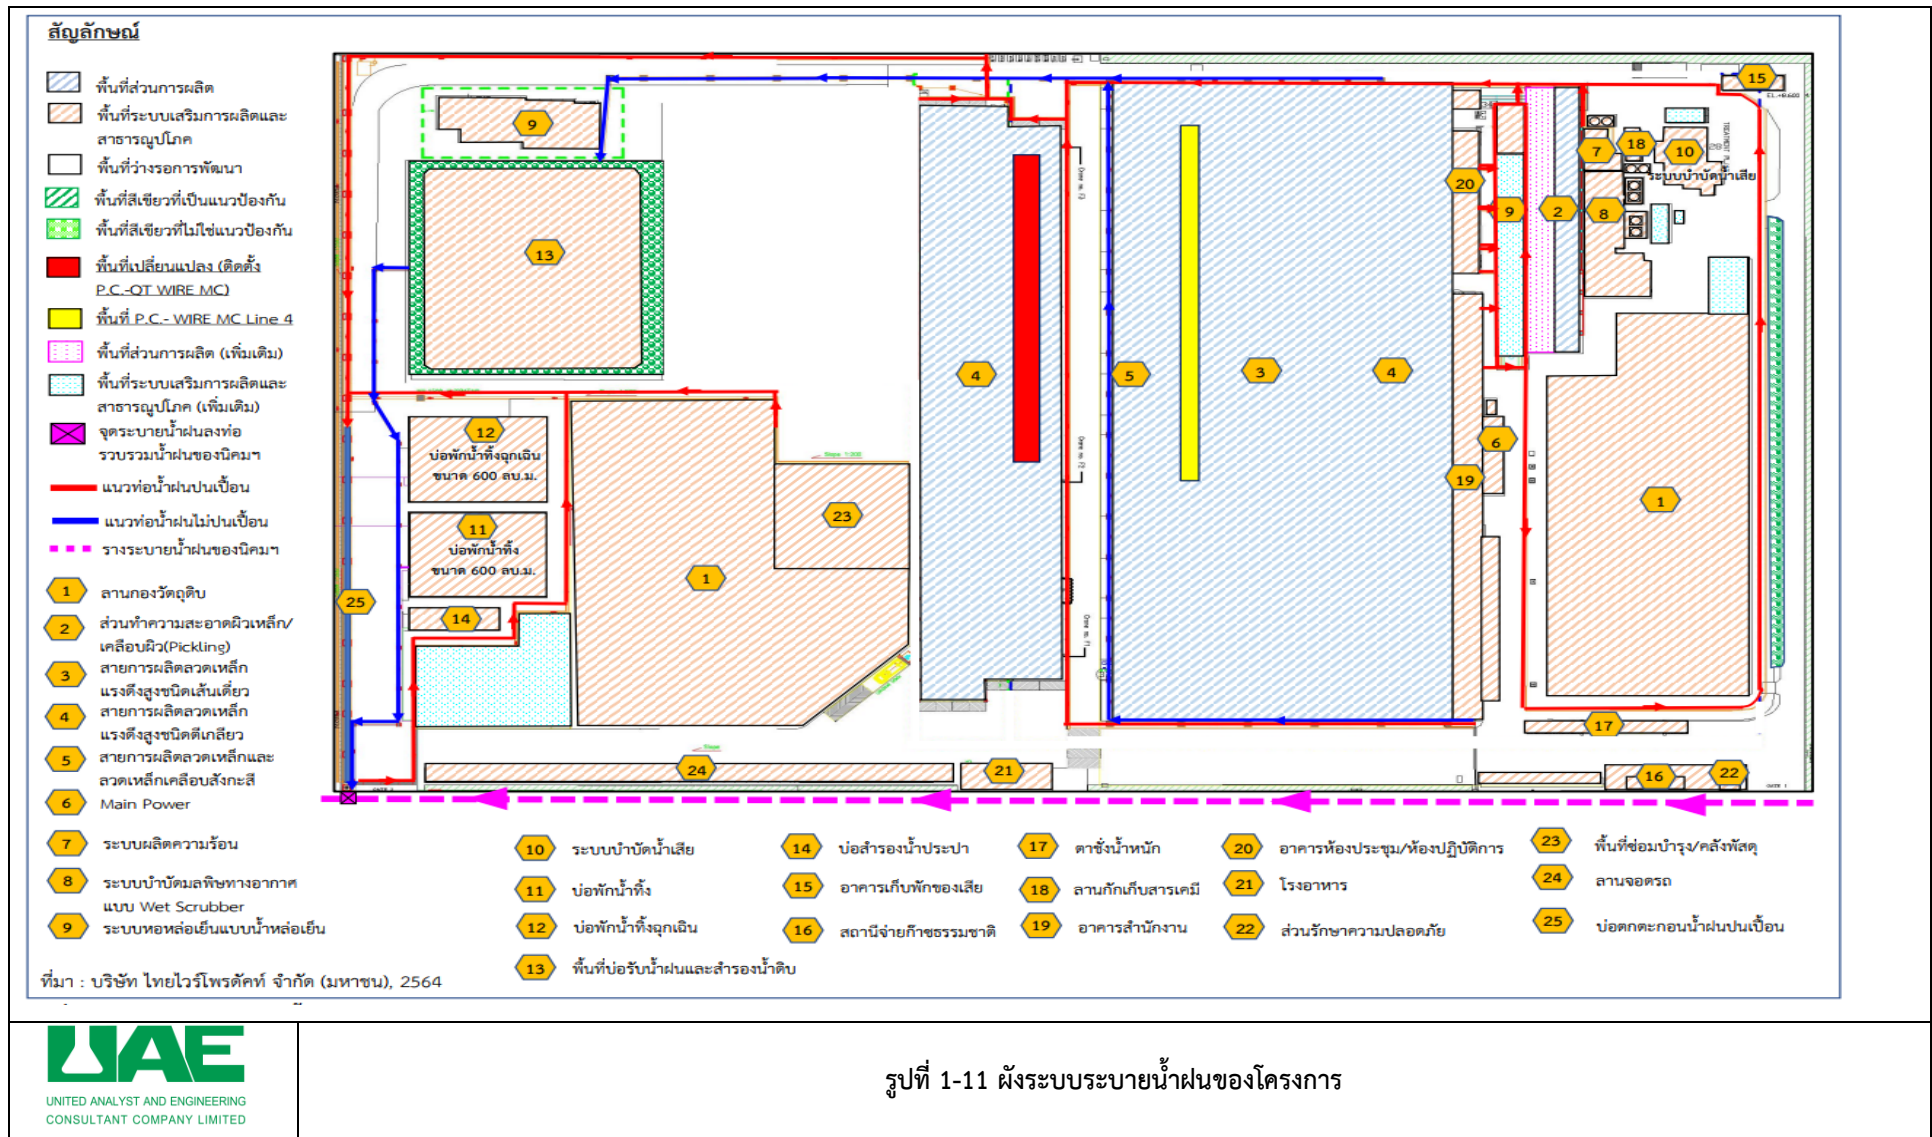 สัญลักษณ์
พื้นที่ส่วนการผลิต
พื้นที่ระบบเสริมการผลิตและ
สาธารณูปโภค
พื้นที่ว่างรอการพัฒนา
พื้นที่สีเขียวที่เป็นแนวป้องกัน
พื้นที่สีเขียวที่ไม่ใช่แนวป้องกัน
พื้นที่เปลี่ยนแปลง (ติดตั้ง
P.C.-QT WIRE MC)
พื้นที่ P.C.- WIRE MC Line 4
พื้นที่ส่วนการผลิต (เพิ่มเติม)
พื้นที่ระบบเสริมการผลิตและ
สาธารณูปโภค (เพิ่มเติม)
จุดระบายน้ำฝนลงท่อ
รวบรวมน้ำฝนของนิคมฯ
แนวท่อน้ำฝนปนเปื้อน
แนวท่อน้ำฝนไม่ปนเปื้อน
รางระบายน้ำฝนของนิคมฯ
1 ลานกองวัตถุดิบ
2 ส่วนทำความสะอาดผิวเหล็ก/
เคลือบผิว(Pickling)
3 สายการผลิตลวดเหล็ก
แรงดึงสูงชนิดเส้นเดี่ยว
4 สายการผลิตลวดเหล็ก
แรงดึงสูงชนิดตีเกลียว
5 สายการผลิตลวดเหล็กและ
ลวดเหล็กเคลือบสังกะสี
6 Main Power
7 ระบบผลิตความร้อน
8 ระบบบำบัดมลพิษทางอากาศ
แบบ Wet Scrubber
9 ระบบหอหล่อเย็นแบบน้ำหล่อเย็น
10 ระบบบำบัดน้ำเสีย
11 บ่อพักน้ำทิ้ง
12 บ่อพักน้ำทิ้งฉุกเฉิน
13 พื้นที่บ่อรับน้ำฝนและสำรองน้ำดิบ
14 บ่อสำรองน้ำประปา
15 อาคารเก็บพักของเสีย
16 สถานีจ่ายก๊าซธรรมชาติ
17 ตาชั่งน้ำหนัก
18 ลานกักเก็บสารเคมี
19 อาคารสำนักงาน
20 อาคารห้องประชุม/ห้องปฏิบัติการ
21 โรงอาหาร
22 ส่วนรักษาความปลอดภัย
23 พื้นที่ซ่อมบำรุง/คลังพัสดุ
24 ลานจอดรถ
25 บ่อตกตะกอนน้ำฝนปนเปื้อน
9
13
12
บ่อพักน้ำทิ้งฉุกเฉิน
ขนาด 600 ลบ.ม.
11
บ่อพักน้ำทิ้ง
ขนาด 600 ลบ.ม.
25
14
1
23
4
5
3
4
20
9
2
7
18
10
ระบบบำบัดน้ำเสีย
8
15
6
19
1
17
24
21
16
22
ที่มา : บริษัท ไทยไวร์โพรดัคท์ จำกัด (มหาชน), 2564
UAE
UNITED ANALYST AND ENGINEERING
CONSULTANT COMPANY LIMITED
รูปที่ 1-11 ผังระบบระบายน้ำฝนของโครงการ